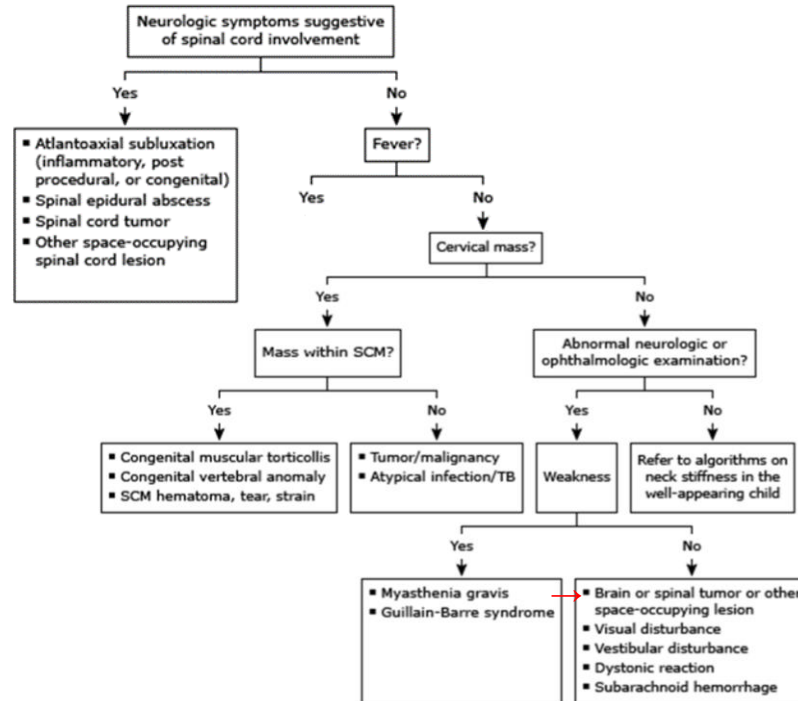 Neurologic symptoms suggestive
of spinal cord involvement
Yes
No
▪ Atlantoaxial subluxation
(inflammatory, post
procedural, or congenital)
▪ Spinal epidural abscess
▪ Spinal cord tumor
▪ Other space-occupying
spinal cord lesion
Fever?
Yes
No
Cervical mass?
Yes
No
Mass within SCM?
Abnormal neurologic or
ophthalmologic examination?
Yes
No
Yes
No
▪ Congenital muscular torticollis
▪ Congenital vertebral anomaly
▪ SCM hematoma, tear, strain
▪ Tumor/malignancy
▪ Atypical infection/TB
Weakness
Refer to algorithms on
neck stiffness in the
well-appearing child
Yes
No
▪ Myasthenia gravis
▪ Guillain-Barre syndrome
▪ Brain or spinal tumor or other
space-occupying lesion
▪ Visual disturbance
▪ Vestibular disturbance
▪ Dystonic reaction
▪ Subarachnoid hemorrhage